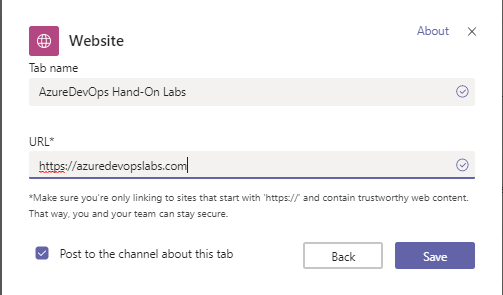 Website
About
Tab name
AzureDevOps Hand-On Labs
URL*
https://azuredevopslabs.com
*Make sure you're only linking to sites that start with 'https://' and contain trustworthy web content.
That way, you and your team can stay secure.
Post to the channel about this tab
Back
Save